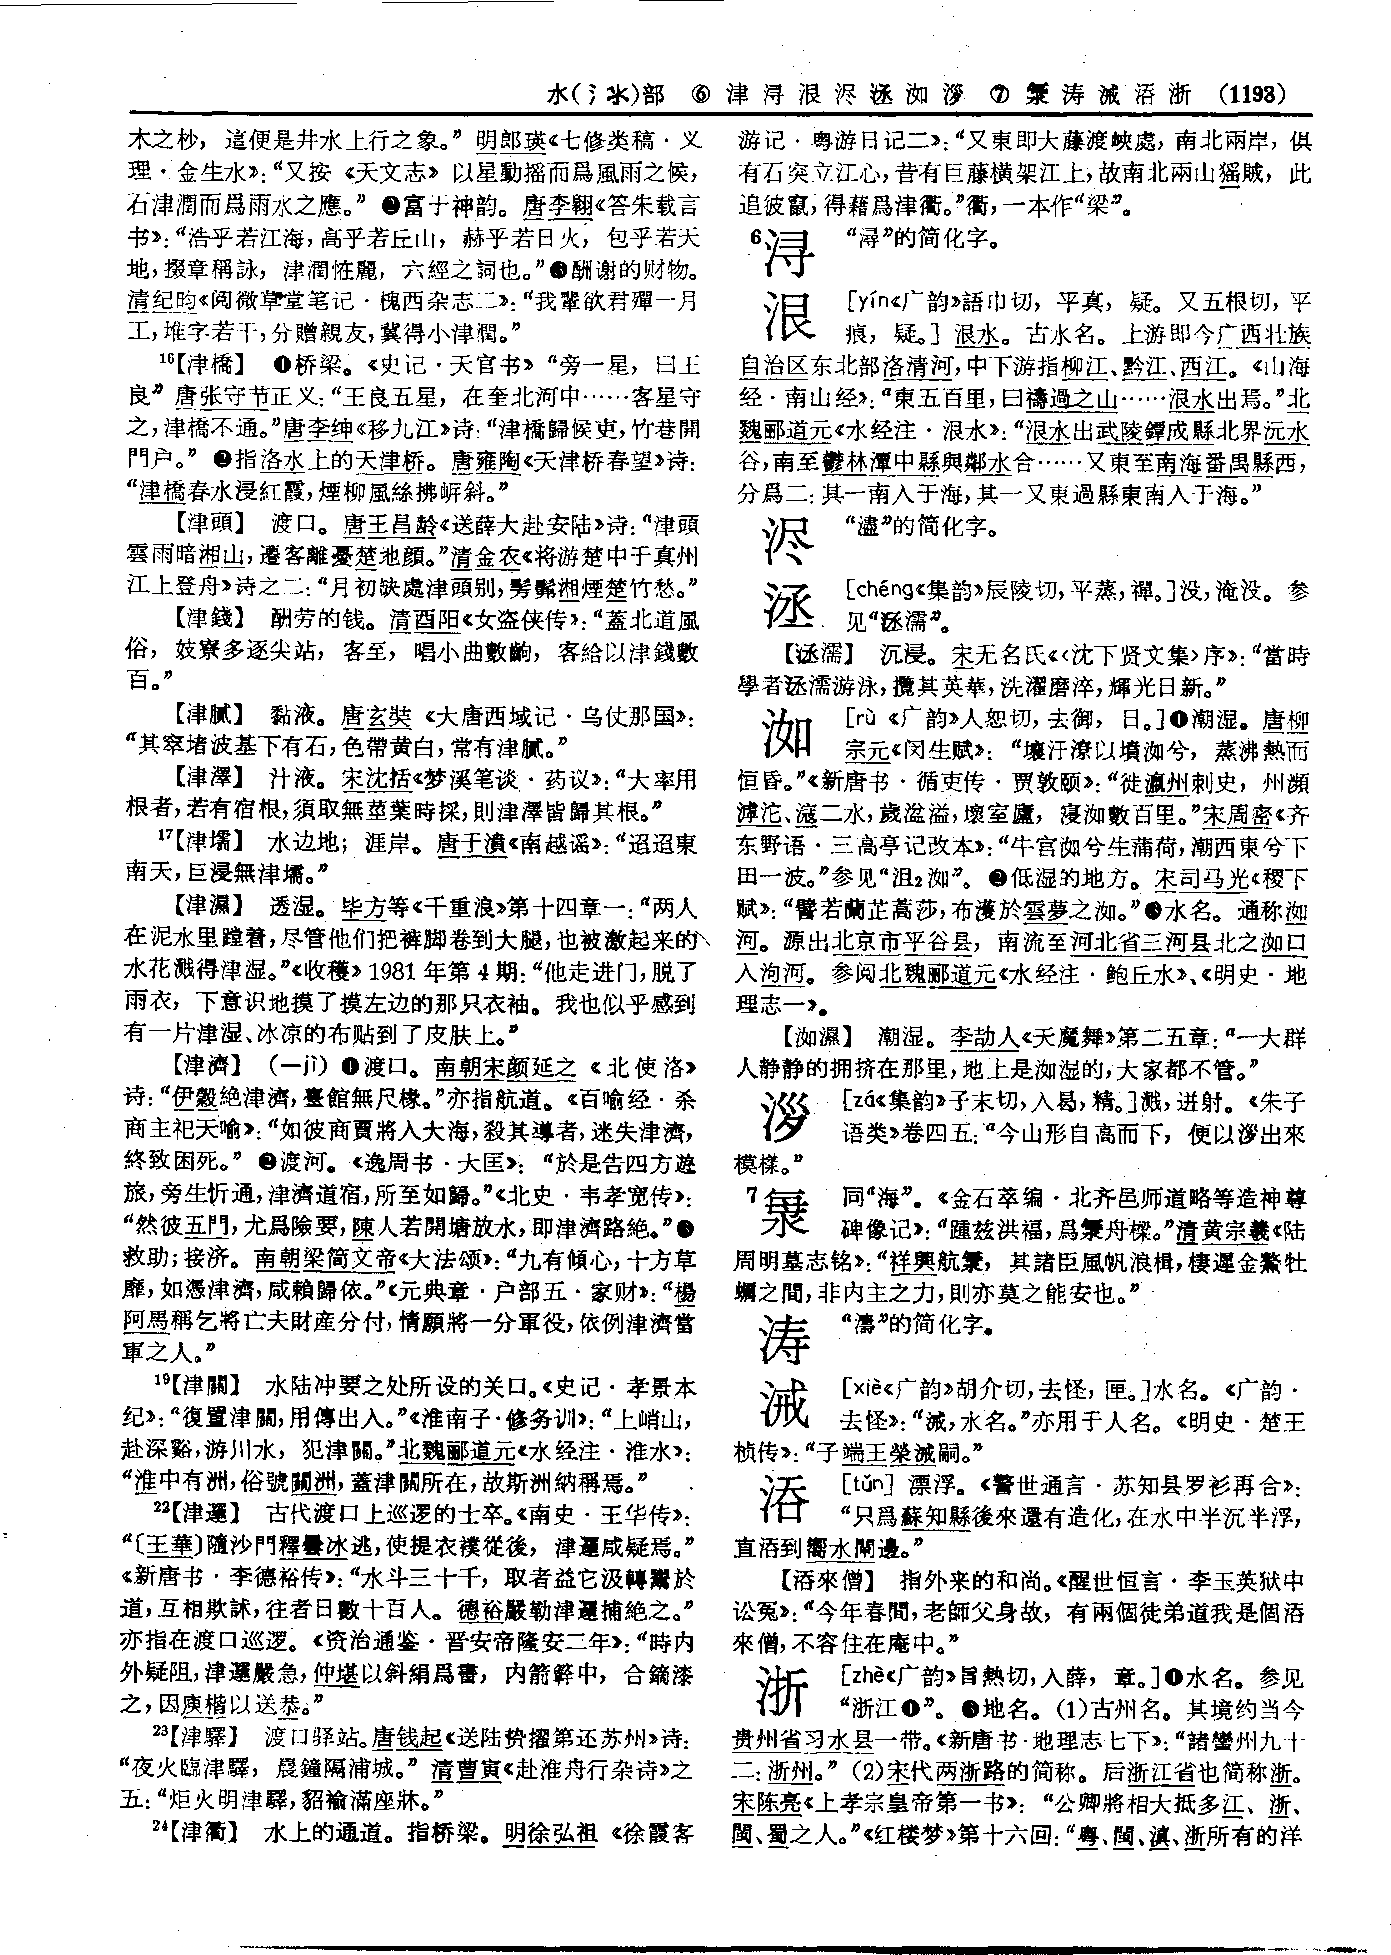 水(氵氺)部 ⑥ 津浔泿浕洆洳㳨 ⑦ 涛浙 (1193)
木之杪，這便是井水上行之象。”明郎瑛《七修类稿·义
理·金生水》：“又按《天文志》以星動摇而爲風雨之候，
石津潤而爲雨水之應。”❷富于神韵。唐李翱《答朱载言
书》：“浩乎若江海，高乎若丘山，赫乎若日火，包乎若天
地，掇章稱詠，津潤恠麗，六經之詞也。”❸酬谢的财物。
清纪昀《阅微草堂笔记·槐西杂志二》：“我輩欲君殫一月
工，堆字若干，分贈親友，冀得小津潤。”
16【津橋】 ❶桥梁。《史记·天官书》“旁一星，曰王
良”唐张守节正义：“王良五星，在奎北河中……客星守
之，津橋不通。”唐李绅《移九江》诗：“津橋歸候吏，竹巷開
門户。”❷指洛水上的天津桥。唐雍陶《天津桥春望》诗：
“津橋春水浸紅霞，煙柳風絲拂岍斜。”
【津頭】 渡口。唐王昌龄《送薛大赴安陆》诗：“津頭
雲雨暗湘山，遷客離憂楚地顔。”清金农《将游楚中于真州
江上登舟》诗之二：“月初缺處津頭别，髣髴湘煙楚竹愁。”
【津錢】 酬劳的钱。清酉阳《女盗侠传》：“蓋北道風
俗，妓寮多逐尖站，客至，唱小曲數齣，客給以津錢數
百。”
【津膩】 黏液。唐玄奘《大唐西域记·乌仗那国》：
“其窣堵波基下有石，色帶黄白，常有津膩。”
【津澤】 汁液。宋沈括《梦溪笔谈·药议》：“大率用
根者，若有宿根，須取無莖葉時採，則津澤皆歸其根。”
17【津壖】 水边地；涯岸。唐于濆《南越谣》：“迢迢東
南天，巨浸無津壖。”
【津濕】 透湿。毕方等《千重浪》第十四章一：“两人
在泥水里蹚着，尽管他们把裤脚卷到大腿，也被激起来的
水花溅得津湿。”《收穫》1981年第4期：“他走进门，脱了
雨衣，下意识地摸了摸左边的那只衣袖。我也似乎感到
有一片津湿、冰凉的布贴到了皮肤上。”
【津濟】 (—jì) ❶渡口。南朝宋颜延之《北使洛》
诗：“伊瀔絶津濟，臺館無尺椽。”亦指航道。《百喻经·杀
商主祀天喻》：“如彼商賈將入大海，殺其導者，迷失津濟，
終致困死。”❷渡河。《逸周书·大匡》：“於是告四方遊
旅，旁生忻通，津濟道宿，所至如歸。”《北史·韦孝宽传》：
“然彼五門，尤爲險要，陳人若開塘放水，即津濟路絶。”❸
救助；接济。南朝梁简文帝《大法颂》：“九有傾心，十方草
靡，如憑津濟，咸賴歸依。”《元典章·户部五·家财》：“楊
阿馬稱乞將亡夫財産分付，情願將一分軍役，依例津濟當
軍之人。”
19【津關】 水陆冲要之处所设的关口。《史记·孝景本
纪》：“復置津關，用傳出入。”《淮南子·修务训》：“上峭山，
赴深谿，游川水，犯津關。”北魏郦道元《水经注·淮水》：
“淮中有洲，俗號關洲，蓋津關所在，故斯洲納稱焉。”
22【津邏】 古代渡口上巡逻的士卒。《南史·王华传》：
“〔王華〕隨沙門釋曇冰逃，使提衣襆從後，津邏咸疑焉。”
《新唐书·李德裕传》：“水斗三十千，取者益它汲轉鬻於
道，互相欺訹，往者日數十百人。德裕嚴勒津邏捕絶之。”
亦指在渡口巡逻。《资治通鉴·晋安帝隆安二年》：“時内
外疑阻，津邏嚴急，仲堪以斜絹爲書，内箭簳中，合鏑漆
之，因庾楷以送恭。”
23【津驛】 渡口驿站。唐钱起《送陆贽擢第还苏州》诗：
“夜火臨津驛，晨鐘隔浦城。”清曹寅《赴淮舟行杂诗》之
五：“炬火明津驛，貂褕滿座牀。”
24【津衢】 水上的通道。指桥梁。明徐弘祖《徐霞客
游记·粤游日记二》：“又東即大藤渡峽處，南北兩岸，俱
有石突立江心，昔有巨藤横架江上，故南北兩山猺賊，此
追彼竄，得藉爲津衢。”衢，一本作“梁”。
6浔 “潯”的简化字。
泿 [yín《广韵》語巾切，平真，疑。又五根切，平
痕，疑。] 泿水。古水名。上游即今广西壮族
自治区东北部洛清河，中下游指柳江、黔江、西江。《山海
经·南山经》：“東五百里，曰禱過之山……泿水出焉。”北
魏郦道元《水经注·泿水》：“泿水出武陵鐔成縣北界沅水
谷，南至鬱林潭中縣與鄰水合……又東至南海番禺縣西，
分爲二：其一南入于海，其一又東過縣東南入于海。”
浕 “濜”的简化字。
洆 [chéng《集韵》辰陵切，平蒸，禪。]没，淹没。参
见“洆濡”。
【洆濡】 沉浸。宋无名氏《〈沈下贤文集〉序》：“當時
學者洆濡游泳，攬其英華，洗濯磨淬，輝光日新。”
洳 [rù《广韵》人恕切，去御，日。]❶潮湿。唐柳
宗元《闵生赋》：“壤汙潦以墳洳兮，蒸沸熱而
恒昏。”《新唐书·循吏传·贾敦颐》：“徙瀛州刺史，州瀕
滹沱、滱二水，歲湓溢，壞室廬，寖洳數百里。”宋周密《齐
东野语·三高亭记改本》：“牛宫洳兮生蒲荷，潮西東兮下
田一波。”参见“沮2洳”。❷低湿的地方。宋司马光《稷下
赋》：“譬若蘭芷蒿莎，布濩於雲夢之洳。”❸水名。通称洳
河。源出北京市平谷县，南流至河北省三河县北之洳口
入泃河。参阅北魏郦道元《水经注·鲍丘水》、《明史·地
理志一》。
【洳濕】 潮湿。李劼人《天魔舞》第二五章：“一大群
人静静的拥挤在那里，地上是洳湿的，大家都不管。”
㳨 [zá《集韵》子末切，入曷，精。]溅，迸射。《朱子
语类》卷四五：“今山形自高而下，便以㳨出來
模樣。”
7 同“海”。《金石萃编·北齐邑师道略等造神尊
碑像记》：“踵兹洪福，爲舟樑。”清黄宗羲《陆
周明墓志铭》：“祥興航，其諸臣風帆浪楫，棲遲金鰲牡
蠣之間，非内主之力，則亦莫之能安也。”
涛 “濤”的简化字。
𣴠 [xiè《广韵》胡介切，去怪，匣。]水名。《广韵·
去怪》：“𣴠，水名。”亦用于人名。《明史·楚王
桢传》：“子端王榮𣴠嗣。”
涽 [tǔn] 漂浮。《警世通言·苏知县罗衫再合》：
“只爲蘇知縣後來還有造化，在水中半沉半浮，
直到嚮水閘邊。”
【來僧】 指外来的和尚。《醒世恒言·李玉英狱中
讼冤》：“今年春間，老師父身故，有兩個徒弟道我是個
來僧，不容住在庵中。”
浙 [zhè《广韵》旨熱切，入薛，章。]❶水名。参见
“浙江❶”。❷地名。(1)古州名。其境约当今
贵州省习水县一带。《新唐书·地理志七下》：“諸蠻州九十
二：浙州。”(2)宋代两浙路的简称。后浙江省也简称浙。
宋陈亮《上孝宗皇帝第一书》：“公卿將相大抵多江、浙、
閩、蜀之人。”《红楼梦》第十六回：“粤、閩、滇、浙所有的洋